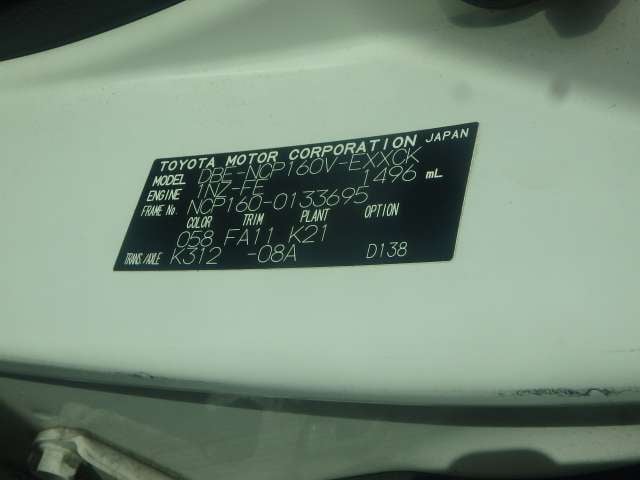 TOYOTA MOTOR CORPORATION JAPAN
MODEL DBE-NCP160V-EXXCK
ENGINE 1NZ-FE 1496 mL
FRAME No. NCP160-0133695
COLOR TRIM PLANT OPTION
058 FA11 K21
TRANS/AXLE K312 -08A D138